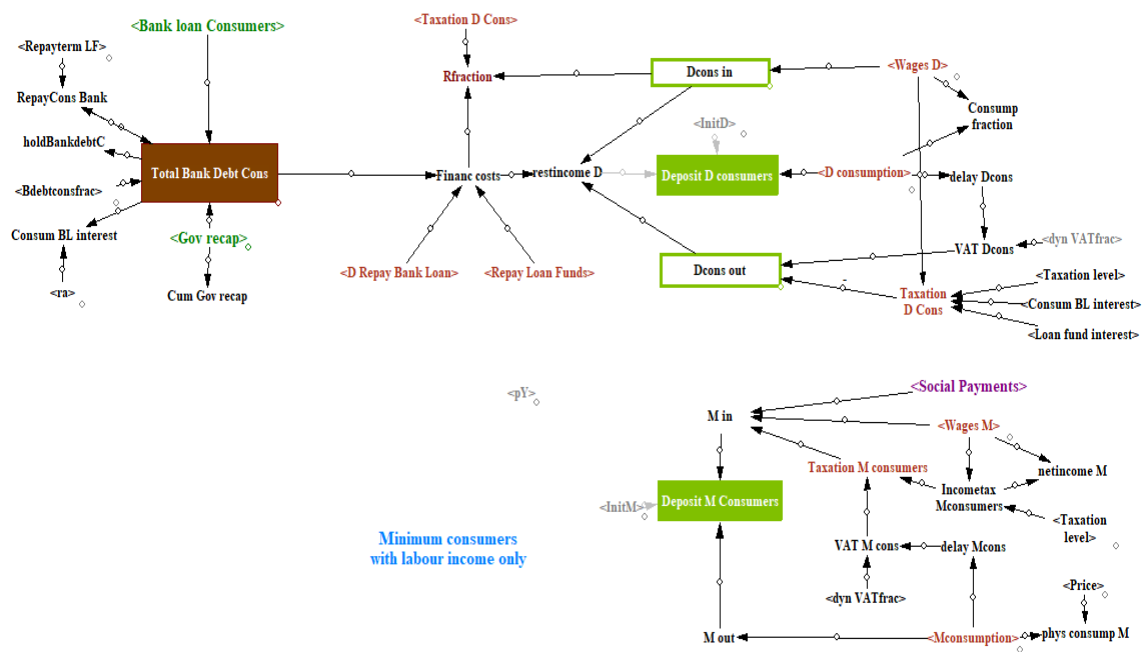 <Taxation D Cons>
<Bank loan Consumers>
<Repayterm LF>
Rfraction
Dcons in
<Wages D>
RepayCons Bank
Consump
fraction
<InitD>
holdBankdebtC
Total Bank Debt Cons
Financ costs
restincome D
Deposit D consumers
<D consumption>
delay Dcons
<Bdebtconsfrac>
Consum BL interest
<Gov recap>
VAT Dcons
<dyn VATfrac>
<D Repay Bank Loan>
<Repay Loan Funds>
Dcons out
<ra>
Cum Gov recap
-
Taxation
D Cons
<Taxation level>
<Consum BL interest>
<Loan fund interest>
<pY>
<Social Payments>
M in
<Wages M>
Taxation M consumers
netincome M
Incometax
Mconsumers
<InitM>
Deposit M Consumers
<Taxation
level>
Minimum consumers
with labour income only
VAT M cons
delay Mcons
<dyn VATfrac>
<Price>
M out
<Mconsumption>
phys consump M